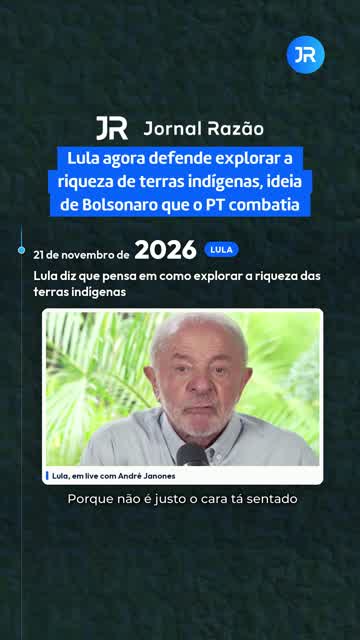 JR
JR Jornal Razão
Lula agora defende explorar a
riqueza de terras indígenas, ideia
de Bolsonaro que o PT combatia
21 de novembro de 2026 LULA
Lula diz que pensa em como explorar a riqueza das
terras indígenas
Lula, em live com André Janones
Porque não é justo o cara tá sentado